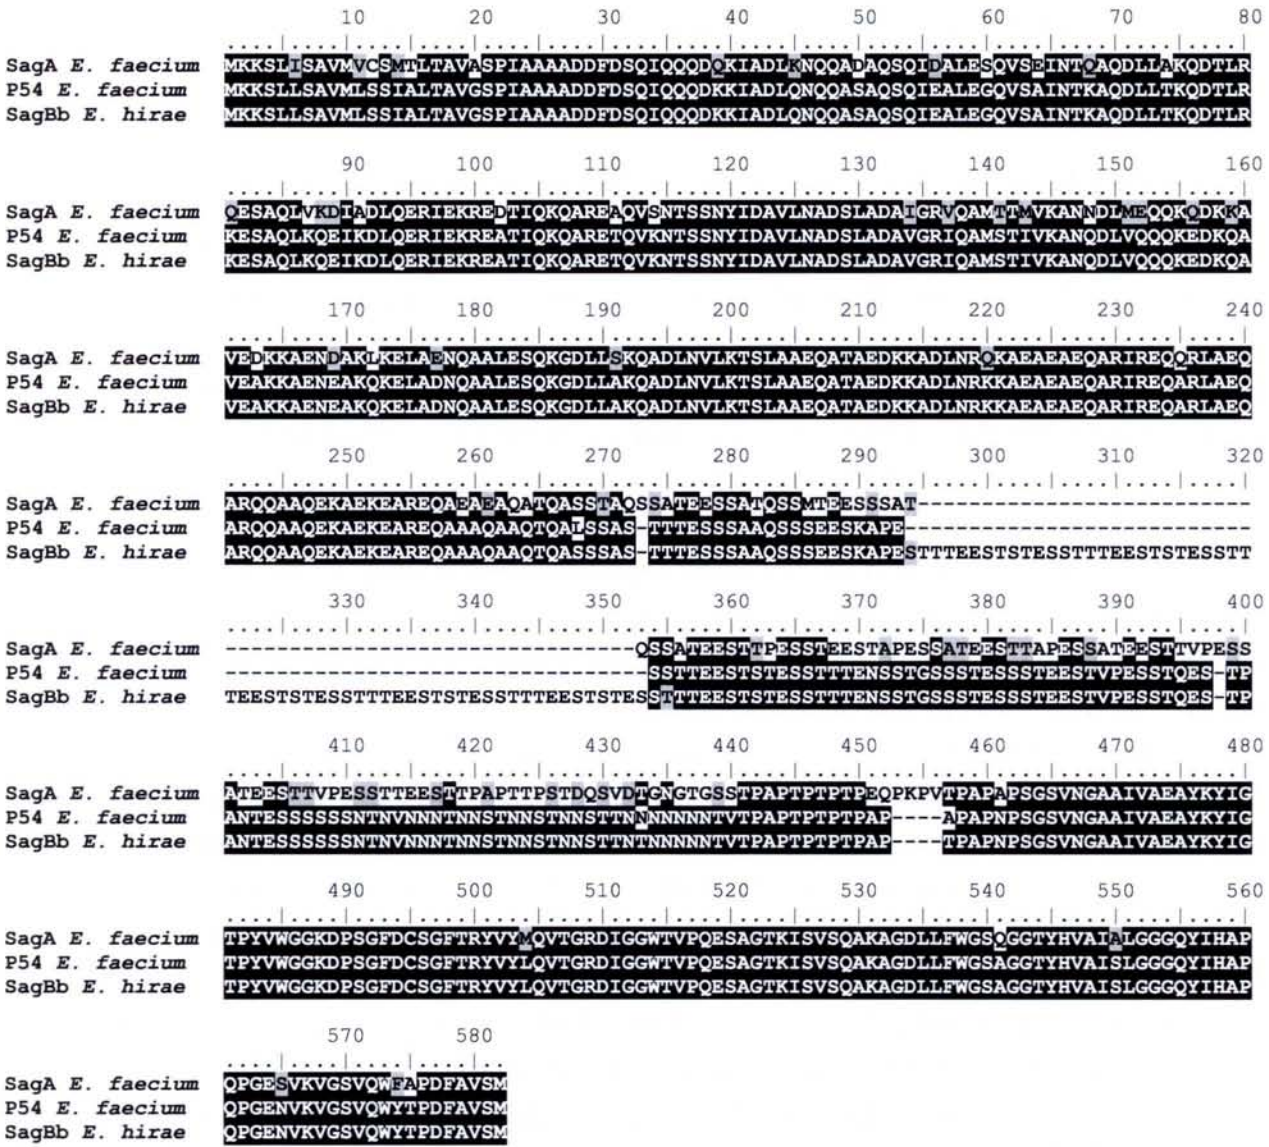 10 20 30 40 50 60 70 80
SagA E. faecium MKKSLISAVMVCSMTLTAVASPIAAAADDFDSQIQQQDQKIADLKNQQADAQSQIDALESQVSEINTQAQDLLAKQDTLR
P54 E. faecium MKKSLLSAVMLSSIALTAVGSPIAAAADDFDSQIQQQDKKIADLQNQQASAQSQIEALEGQVSAINTKAQDLLTKQDTLR
SagBb E. hirae MKKSLLSAVMLSSIALTAVGSPIAAAADDFDSQIQQQDKKIADLQNQQASAQSQIEALEGQVSAINTKAQDLLTKQDTLR
90 100 110 120 130 140 150 160
SagA E. faecium QESAQLVKDIADLQERIEKREDTIQKQAREAQVSNTSSNYIDAVLNADSLADAIGRVQAMTTMVKANNDLMEQQKQDKKA
P54 E. faecium KESAQLKQEIKDLQERIEKREATIQKQARETQVKNTSSNYIDAVLNADSLADAVGRIQAMSTIVKANQDLVQQQKEDKQA
SagBb E. hirae KESAQLKQEIKDLQERIEKREATIQKQARETQVKNTSSNYIDAVLNADSLADAVGRIQAMSTIVKANQDLVQQQKEDKQA
170 180 190 200 210 220 230 240
SagA E. faecium VEDKKAENDAKLKELAENQAALESQKGDLLSKQADLNVLKTSLAAEQATAEDKKADLNRQKAEAEAEQARIREQQRLAEQ
P54 E. faecium VEAKKAENEAKQKELADNQAALESQKGDLLAKQADLNVLKTSLAAEQATAEDKKADLNRKKAEAEAEQARIREQARLAEQ
SagBb E. hirae VEAKKAENEAKQKELADNQAALESQKGDLLAKQADLNVLKTSLAAEQATAEDKKADLNRKKAEAEAEQARIREQARLAEQ
250 260 270 280 290 300 310 320
SagA E. faecium ARQQAAQEKAEKEAREQAEAEAQATQASSTAQSSATEESSATQSSMTEESSSAT--------------------------
P54 E. faecium ARQQAAQEKAEKEAREQAAAQAAQTQALSSAS-TTTESSSAAQSSSEESKAPE---------------------------
SagBb E. hirae ARQQAAQEKAEKEAREQAAAQAAQTQASSSAS-TTTESSSAAQSSSEESKAPESTTTEESTSTESSTTTEESTSTESSTT
330 340 350 360 370 380 390 400
SagA E. faecium --------------------------------QSSATEESTTPESSTEESTAPESSATEESTTAPESSATEESTTVPESS
P54 E. faecium ---------------------------------SSTTEESTSTESSTTTENSSTGSSSTESSSTEESTVPESSTQES-TP
SagBb E. hirae TEESTSTESSTTTEESTSTESSTTTEESTSTESSTTTEESTSTESSTTTENSSTGSSSTESSSTEESTVPESSTQES-TP
410 420 430 440 450 460 470 480
SagA E. faecium ATEESTTVPESSTTEESTTPAPTTPSTDQSVDTGNGTGSSTPAPTPTPTPEQPKPVTPAPAPSGSVNGAAIVAEAYKYIG
P54 E. faecium ANTESSSSSSNTNVNNNTNNSTNNSTNNSTTNNNNNNNTVTPAPTPTPTPAP----APAPNPSGSVNGAAIVAEAYKYIG
SagBb E. hirae ANTESSSSSSNTNVNNNTNNSTNNSTNNSTTNTNNNNNTVTPAPTPTPTPAP----TPAPNPSGSVNGAAIVAEAYKYIG
490 500 510 520 530 540 550 560
SagA E. faecium TPYVWGGKDPSGFDCSGFTRYVYMQVTGRDIGGWTVPQESAGTKISVSQAKAGDLLFWGSQGGTYHVAIALGGGQYIHAP
P54 E. faecium TPYVWGGKDPSGFDCSGFTRYVYLQVTGRDIGGWTVPQESAGTKISVSQAKAGDLLFWGSAGGTYHVAISLGGGQYIHAP
SagBb E. hirae TPYVWGGKDPSGFDCSGFTRYVYLQVTGRDIGGWTVPQESAGTKISVSQAKAGDLLFWGSAGGTYHVAISLGGGQYIHAP
570 580
SagA E. faecium QPGESVKVGSVQWFAPDFAVSM
P54 E. faecium QPGENVKVGSVQWYTPDFAVSM
SagBb E. hirae QPGENVKVGSVQWYTPDFAVSM